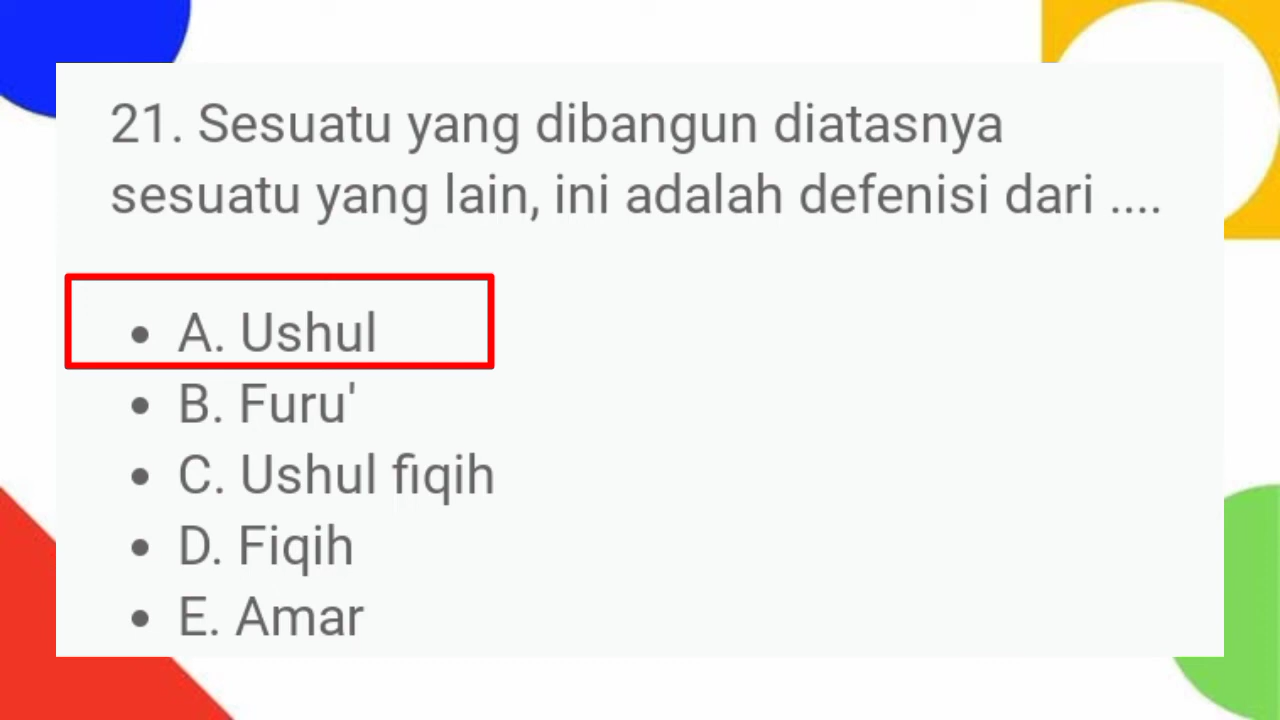 21. Sesuatu yang dibangun diatasnya
sesuatu yang lain, ini adalah defenisi dari ....
• A. Ushul
• B. Furu'
• C. Ushul fiqih
• D. Fiqih
• E. Amar